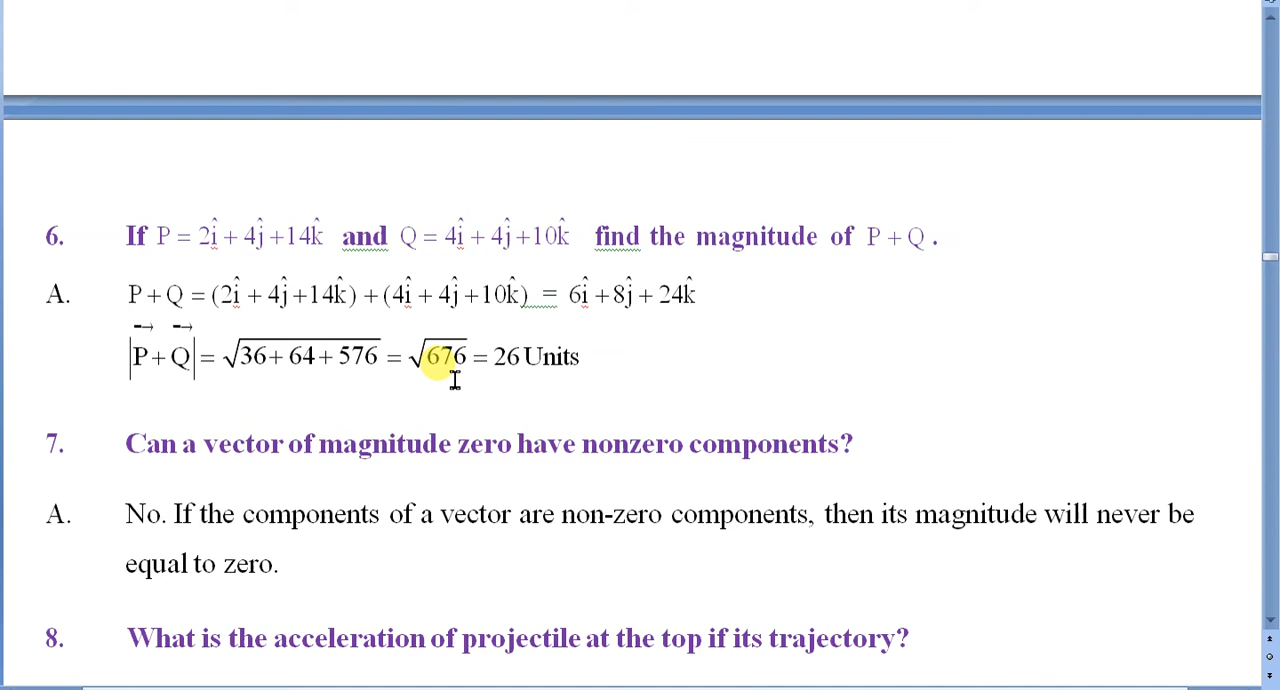 6. If P = 2î + 4ĵ +14k̂ and Q = 4î + 4ĵ +10k̂ find the magnitude of P + Q .
A. P + Q = (2î + 4ĵ +14k̂) + (4î + 4ĵ +10k̂) = 6î + 8ĵ + 24k̂
|P⃗ + Q⃗| = √36 + 64 + 576 = √676 = 26 Units
7. Can a vector of magnitude zero have nonzero components?
A. No. If the components of a vector are non-zero components, then its magnitude will never be
equal to zero.
8. What is the acceleration of projectile at the top if its trajectory?